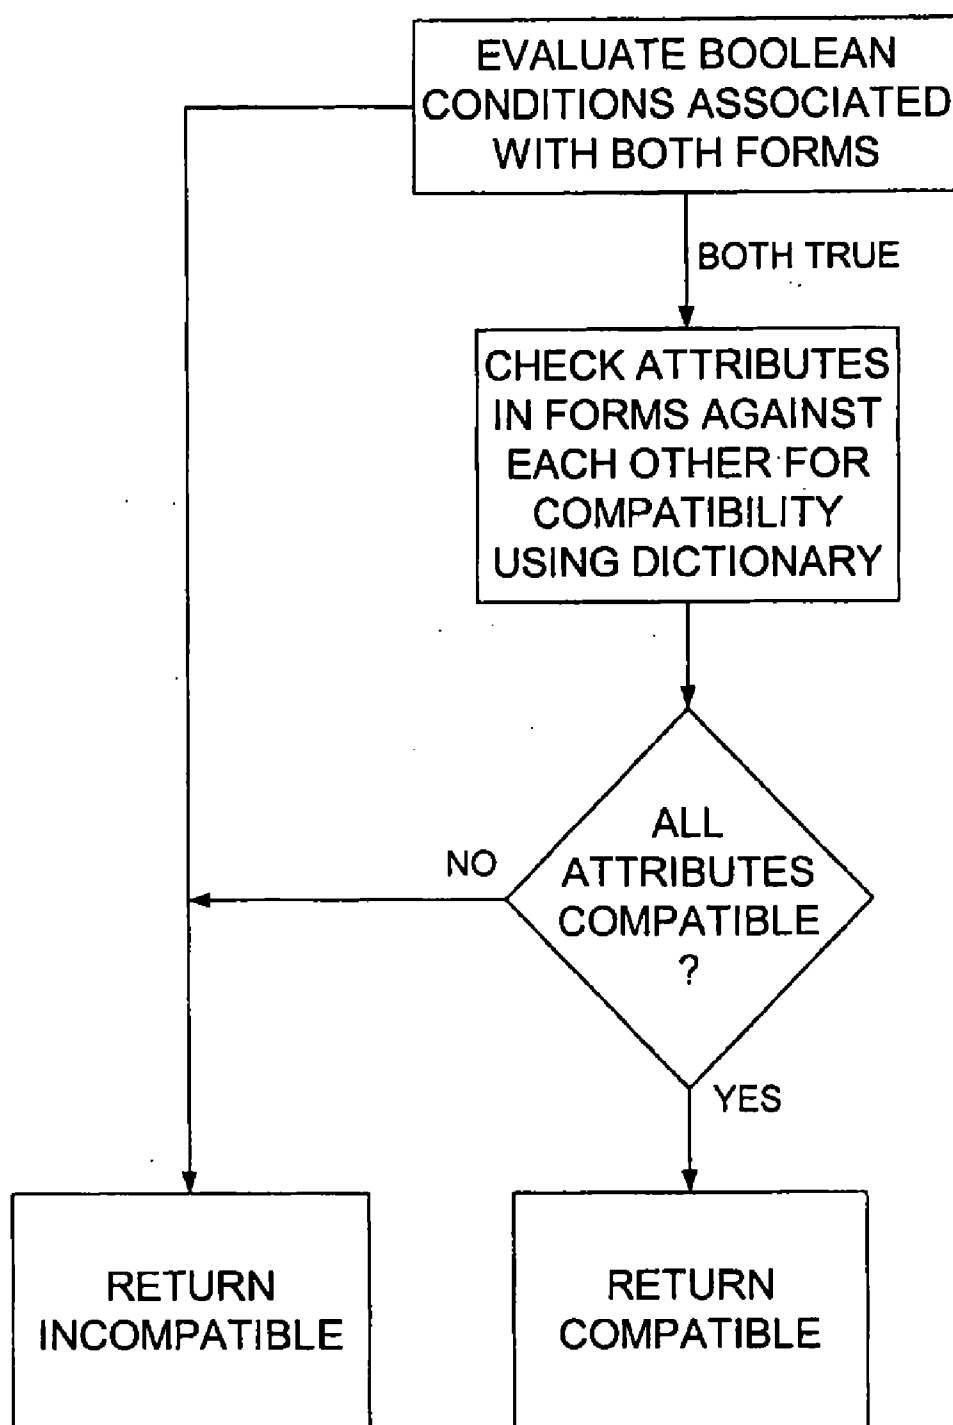 EVALUATE BOOLEAN
CONDITIONS ASSOCIATED
WITH BOTH FORMS
BOTH TRUE
CHECK ATTRIBUTES
IN FORMS AGAINST
EACH OTHER FOR
COMPATIBILITY
USING DICTIONARY
ALL
ATTRIBUTES
COMPATIBLE
?
NO
YES
RETURN
INCOMPATIBLE
RETURN
COMPATIBLE